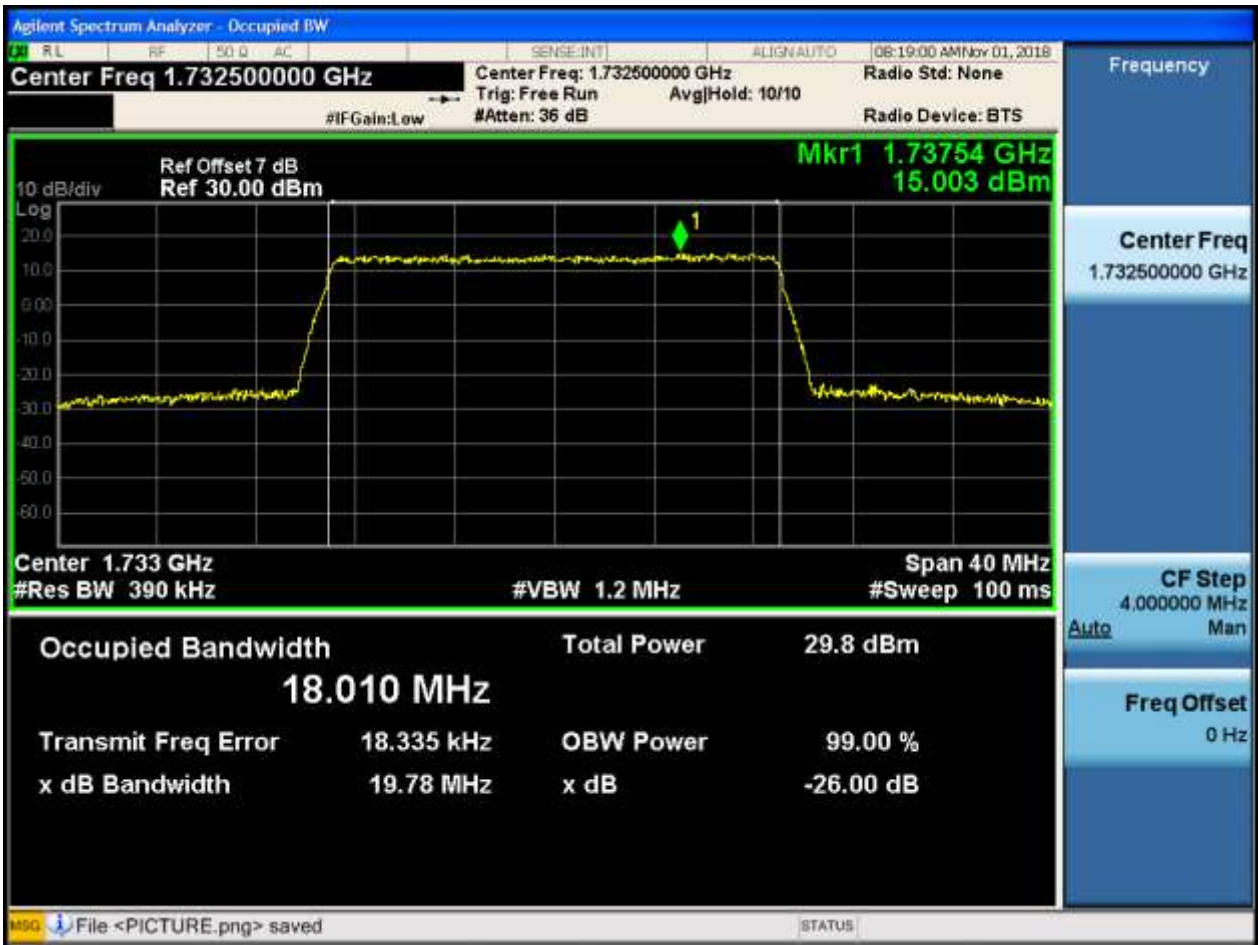 Agilent Spectrum Analyzer - Occupied BW
RL RF 50 Ω AC SENSE:INT ALIGNAUTO 08:19:00 AMNov 01, 2018
Center Freq 1.732500000 GHz
Center Freq: 1.732500000 GHz
Radio Std: None
Trig: Free Run Avg|Hold: 10/10
#IFGain:Low
#Atten: 36 dB
Radio Device: BTS
Mkr1 1.73754 GHz
15.003 dBm
Ref Offset 7 dB
10 dB/div Ref 30.00 dBm
Log
20.0
10.0
0.00
-10.0
-20.0
-30.0
-40.0
-50.0
-60.0
1
Center 1.733 GHz Span 40 MHz
#Res BW 390 kHz #VBW 1.2 MHz #Sweep 100 ms
Occupied Bandwidth Total Power 29.8 dBm
18.010 MHz
Transmit Freq Error 18.335 kHz OBW Power 99.00 %
x dB Bandwidth 19.78 MHz x dB -26.00 dB
Frequency
Center Freq
1.732500000 GHz
CF Step
4.000000 MHz
Auto Man
Freq Offset
0 Hz
MSG File <PICTURE.png> saved STATUS